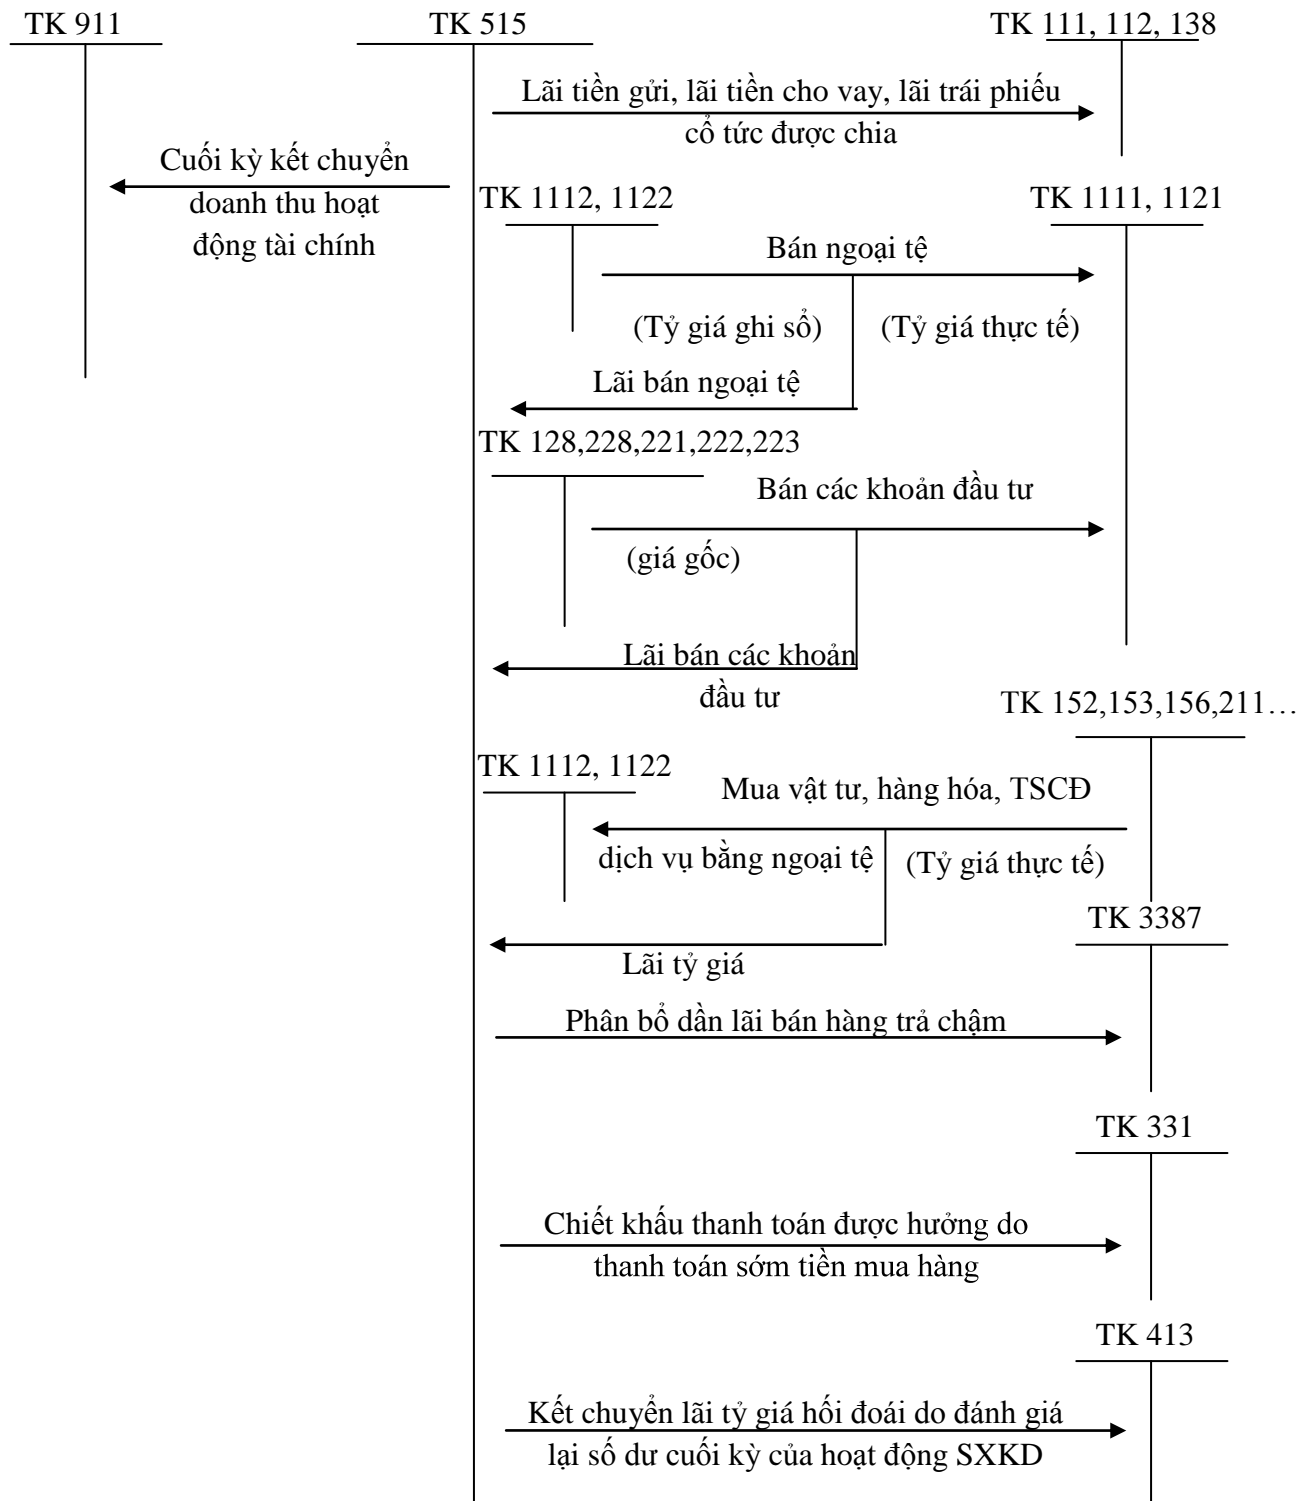 TK 911
TK 515
TK 111, 112, 138
Lãi tiền gửi, lãi tiền cho vay, lãi trái phiếu
cổ tức được chia
Cuối kỳ kết chuyển
doanh thu hoạt
động tài chính
TK 1112, 1122
TK 1111, 1121
Bán ngoại tệ
(Tỷ giá ghi sổ)
(Tỷ giá thực tế)
Lãi bán ngoại tệ
TK 128,228,221,222,223
Bán các khoản đầu tư
(giá gốc)
Lãi bán các khoản
đầu tư
TK 152,153,156,211…
TK 1112, 1122
Mua vật tư, hàng hóa, TSCĐ
dịch vụ bằng ngoại tệ
(Tỷ giá thực tế)
TK 3387
Lãi tỷ giá
Phân bổ dần lãi bán hàng trả chậm
TK 331
Chiết khấu thanh toán được hưởng do
thanh toán sớm tiền mua hàng
TK 413
Kết chuyển lãi tỷ giá hối đoái do đánh giá
lại số dư cuối kỳ của hoạt động SXKD